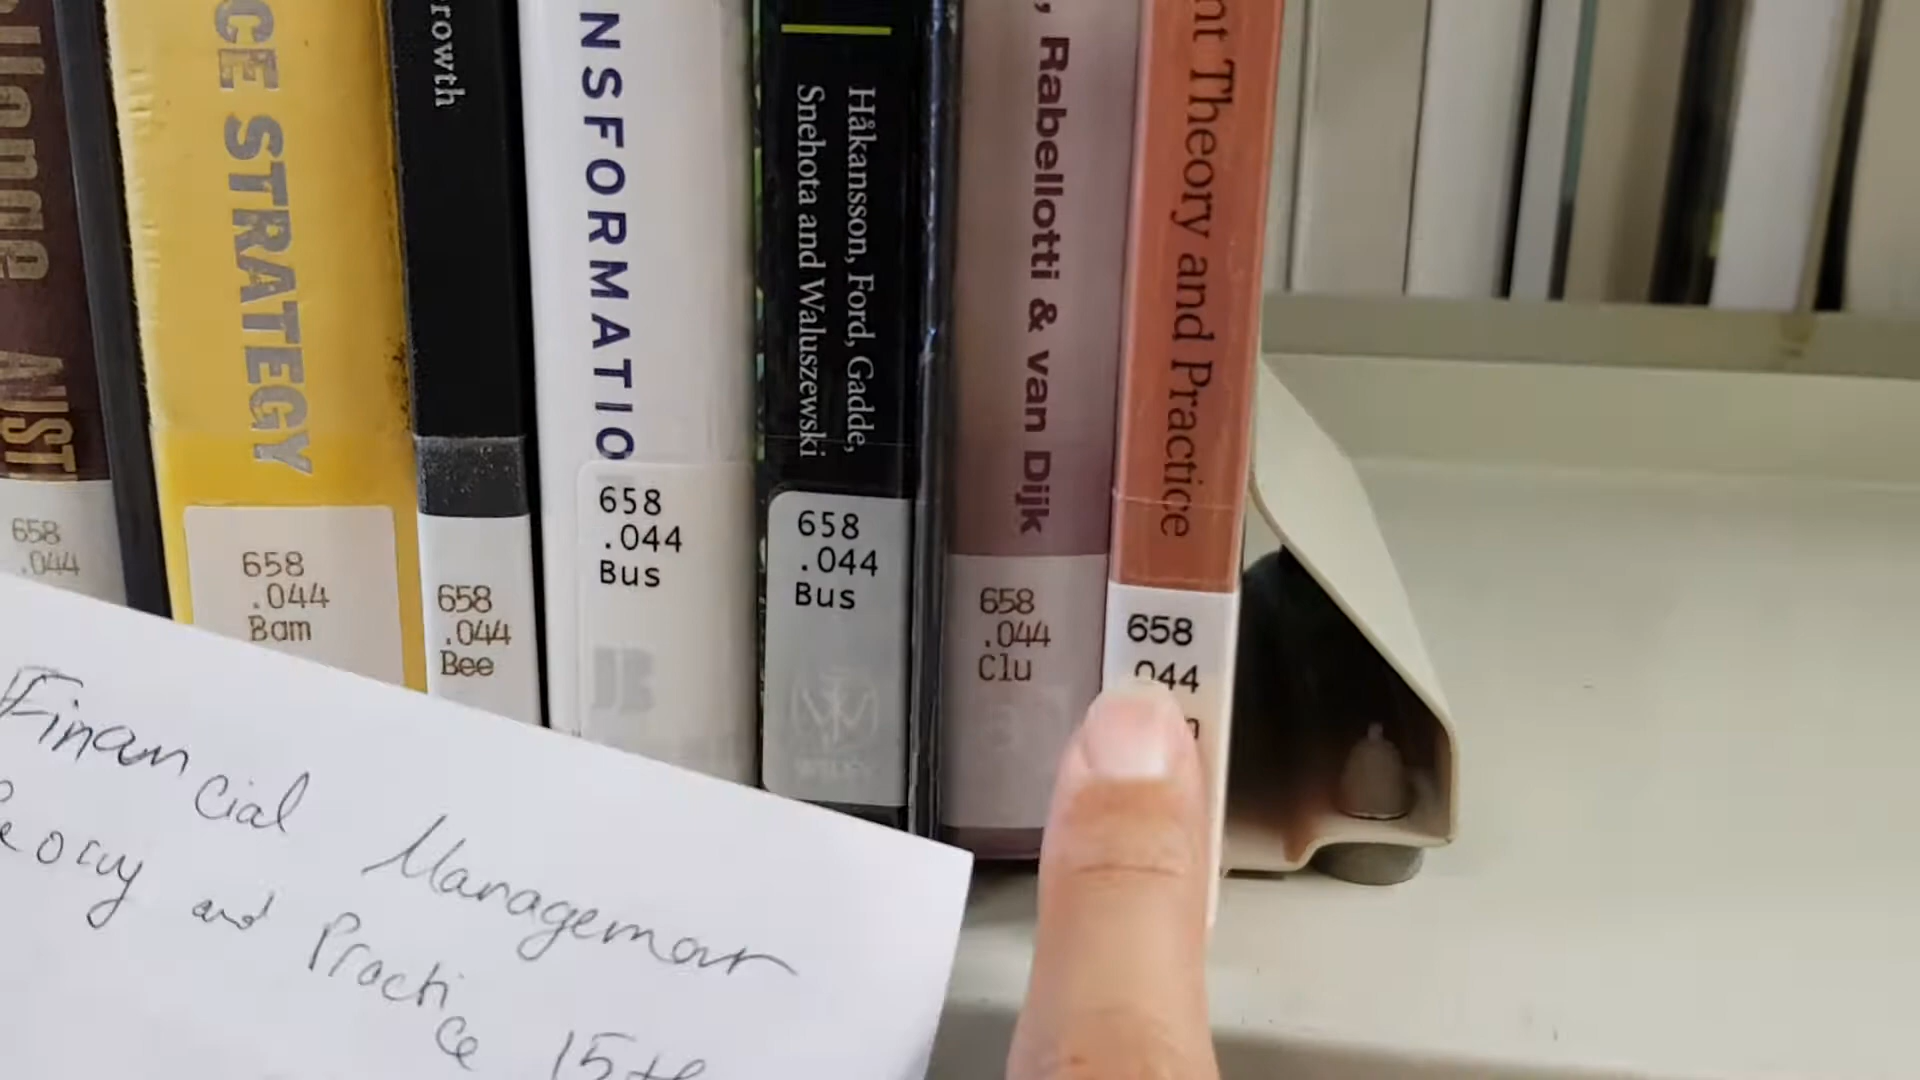 CE STRATEGY
rowth
NSFORMATIO
Håkansson, Ford, Gadde,
Snehota and Waluszewski
, Rabellotti & van Dijk
nt Theory and Practice
658
.044
658
.044
Bam
658
.044
Bee
658
.044
Bus
658
.044
Bus
658
.044
Clu
658
.044
Financial Management
and Practice 15th